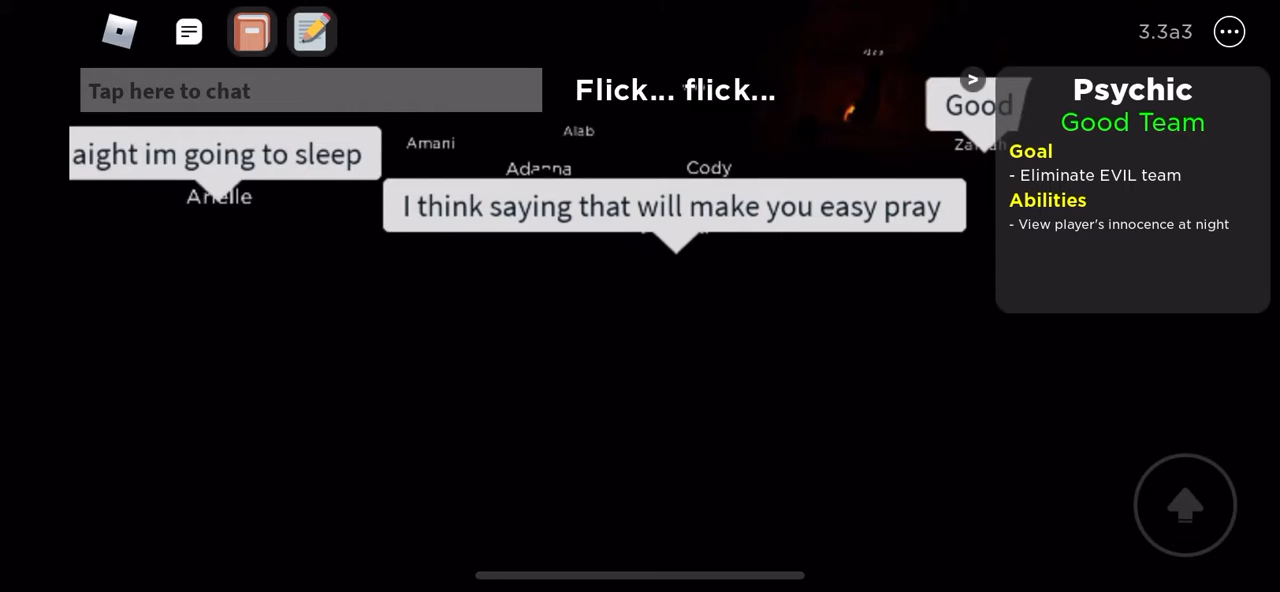 3.3a3
Tap here to chat
Flick... flick...
Good
Psychic
Good Team
Goal
- Eliminate EVIL team
Abilities
- View player's innocence at night
aight im going to sleep
Amani
Alab
Adanna
Cody
Arielle
I think saying that will make you easy pray